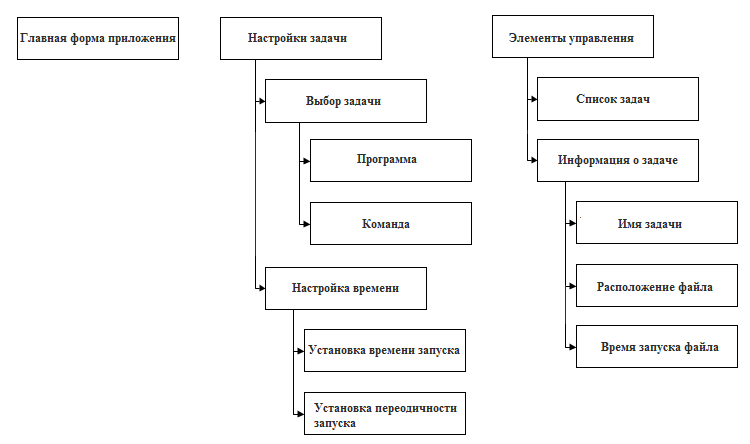 Главная форма приложения
Настройки задачи
Выбор задачи
Программа
Команда
Настройка времени
Установка времени запуска
Установка переодичности
запуска
Элементы управления
Список задач
Информация о задаче
Имя задачи
Расположение файла
Время запуска файла